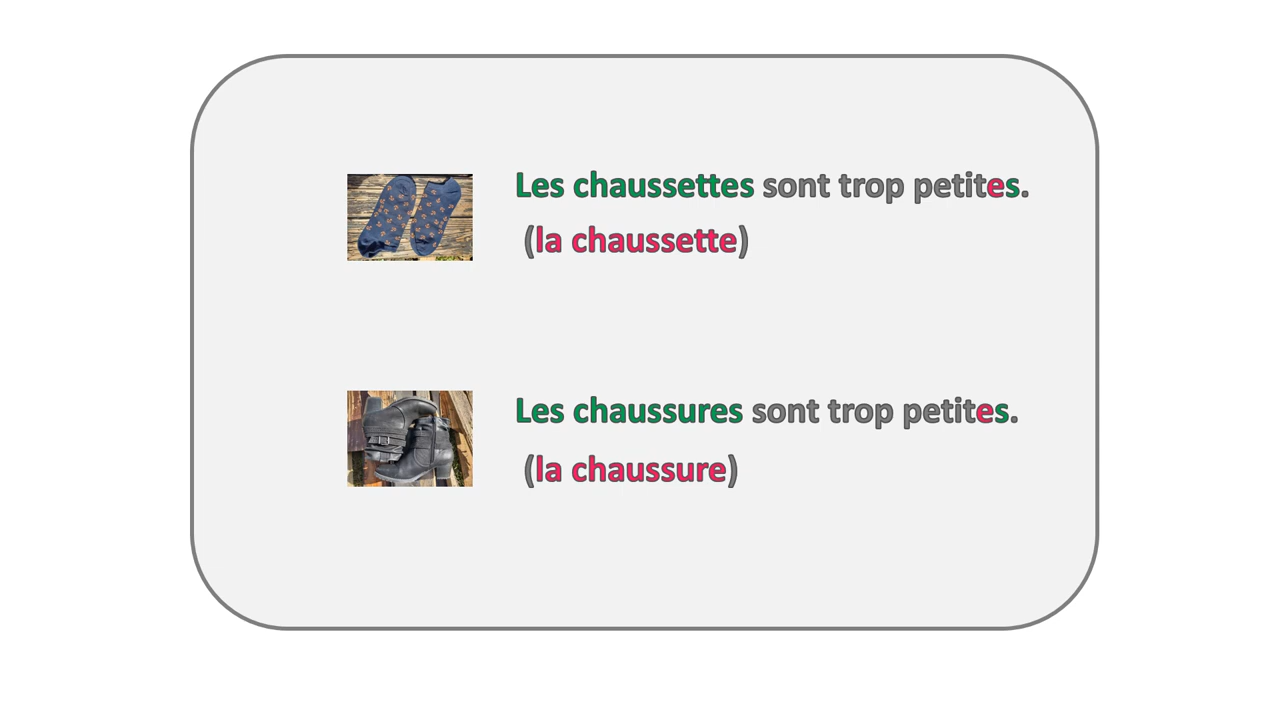 Les chaussettes sont trop petites.
(la chaussette)
Les chaussures sont trop petites.
(la chaussure)